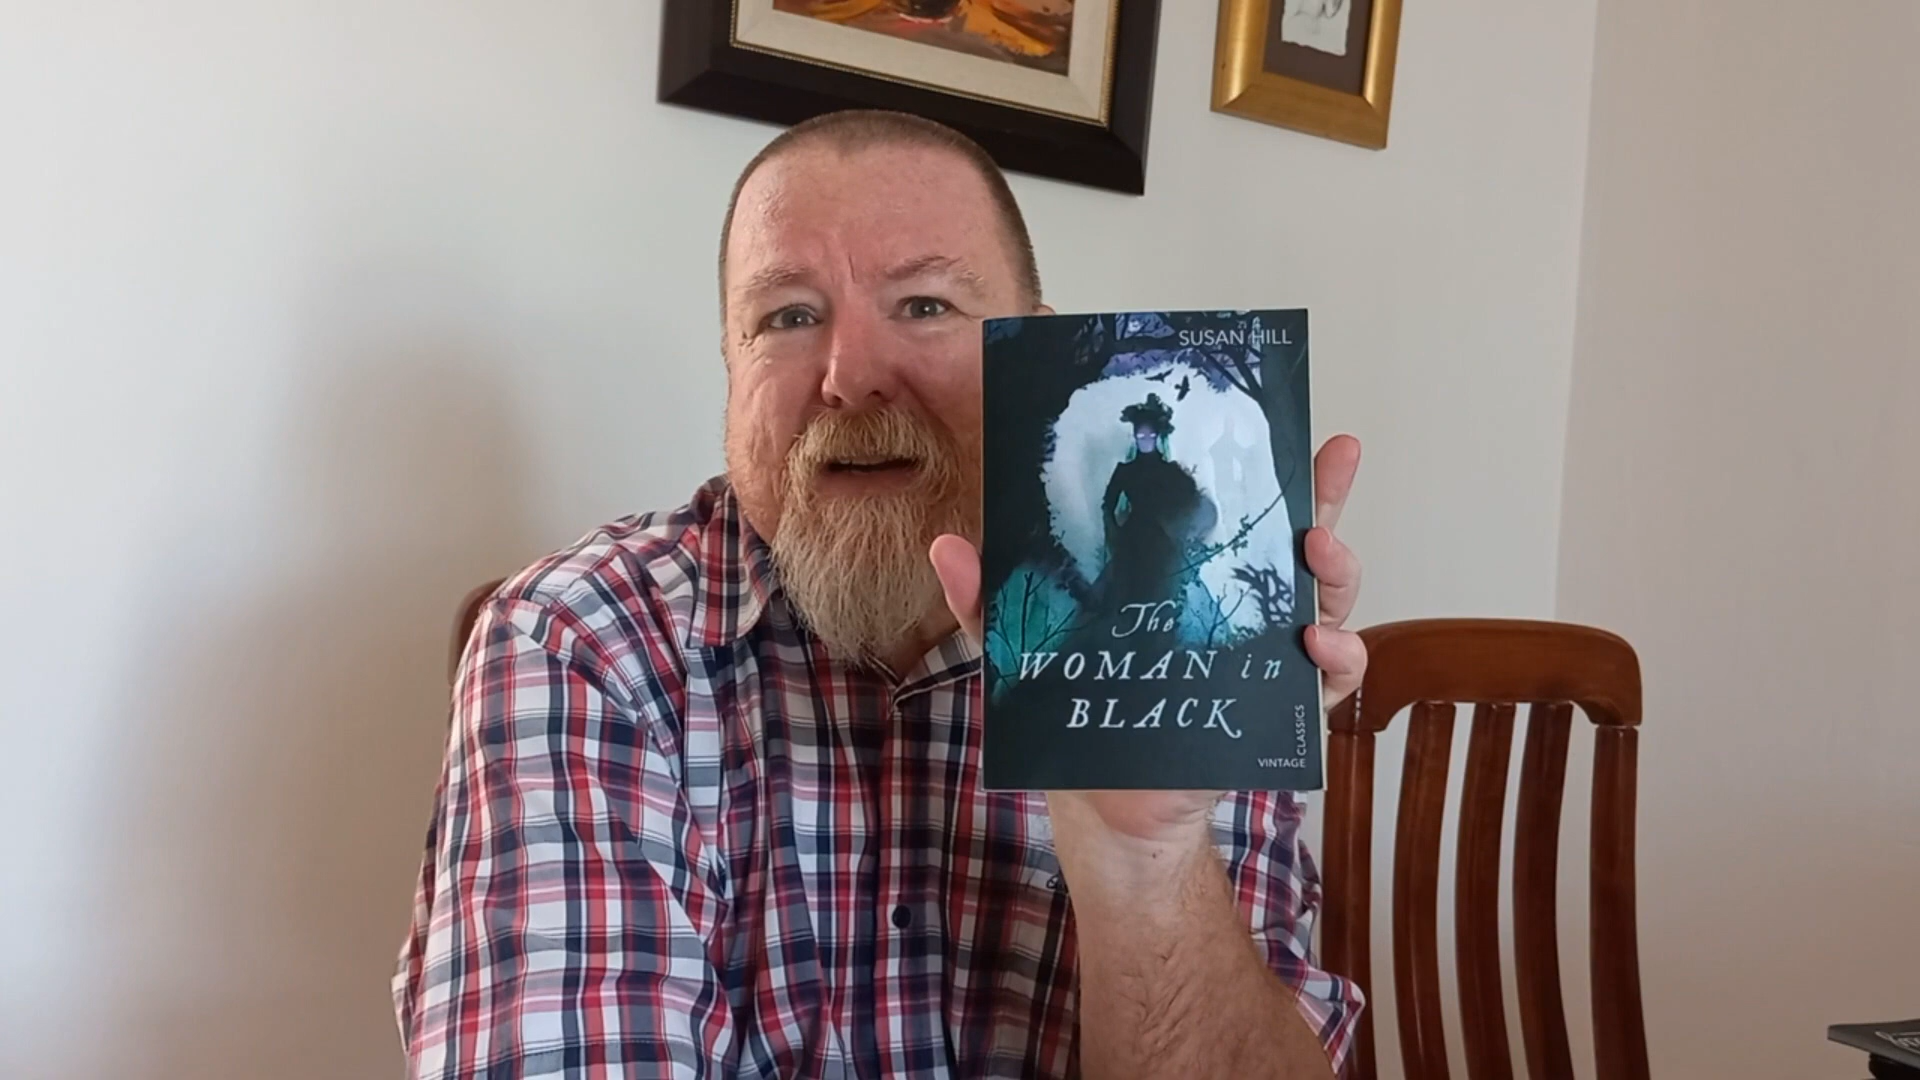 SUSAN HILL
The
WOMAN in
BLACK
VINTAGE
CLASSICS